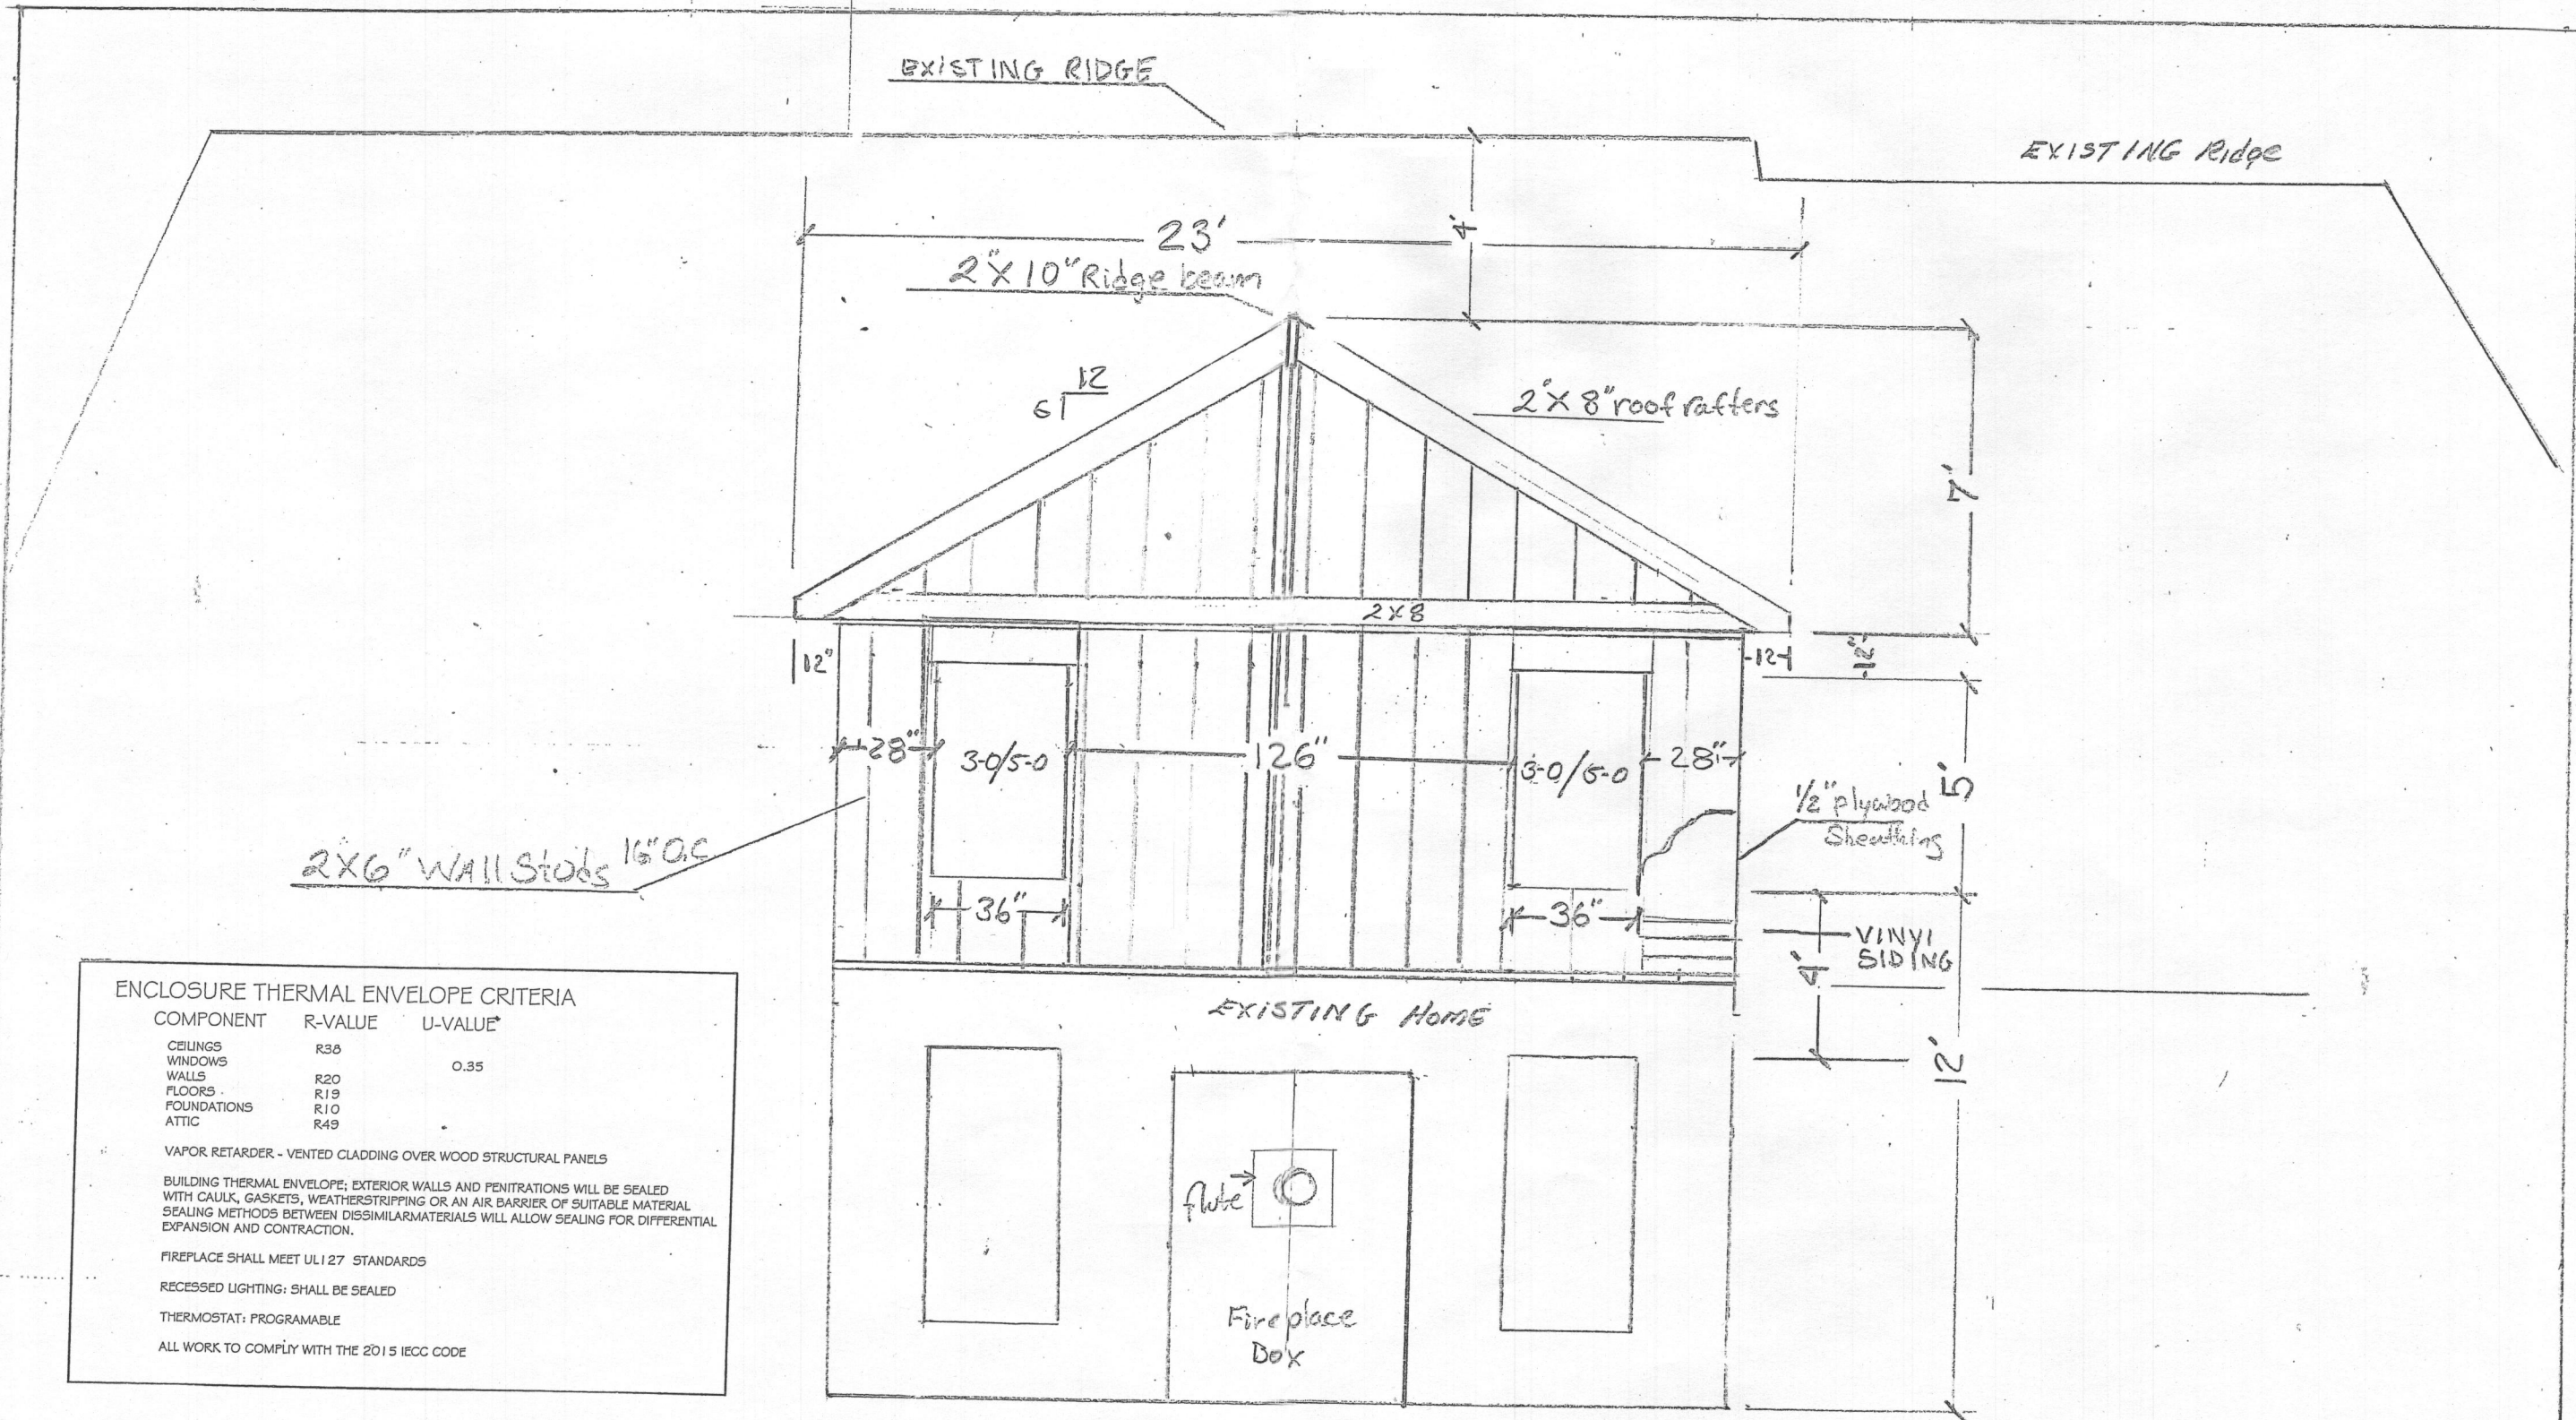 EXISTING RIDGE
EXISTING Ridge
23'
4'
2"X10" Ridge beam
12
6
2"X8" roof rafters
7'
2X8
12"
-12-
12"
28"
3-0/5-0
126"
3-0/5-0
28"
5'
1/2" plywood
Sheathing
2"X6" WAll Studs 16" O.C
36"
36"
VINYl
SIDING
4'
12'
EXISTING HOME
flute
Fireplace
Box
ENCLOSURE THERMAL ENVELOPE CRITERIA
COMPONENT R-VALUE U-VALUE
CEILINGS R38
WINDOWS 0.35
WALLS R20
FLOORS R19
FOUNDATIONS R10
ATTIC R49
VAPOR RETARDER - VENTED CLADDING OVER WOOD STRUCTURAL PANELS
BUILDING THERMAL ENVELOPE; EXTERIOR WALLS AND PENITRATIONS WILL BE SEALED
WITH CAULK, GASKETS, WEATHERSTRIPPING OR AN AIR BARRIER OF SUITABLE MATERIAL
SEALING METHODS BETWEEN DISSIMILARMATERIALS WILL ALLOW SEALING FOR DIFFERENTIAL
EXPANSION AND CONTRACTION.
FIREPLACE SHALL MEET UL127 STANDARDS
RECESSED LIGHTING: SHALL BE SEALED
THERMOSTAT: PROGRAMABLE
ALL WORK TO COMPLIY WITH THE 2015 IECC CODE